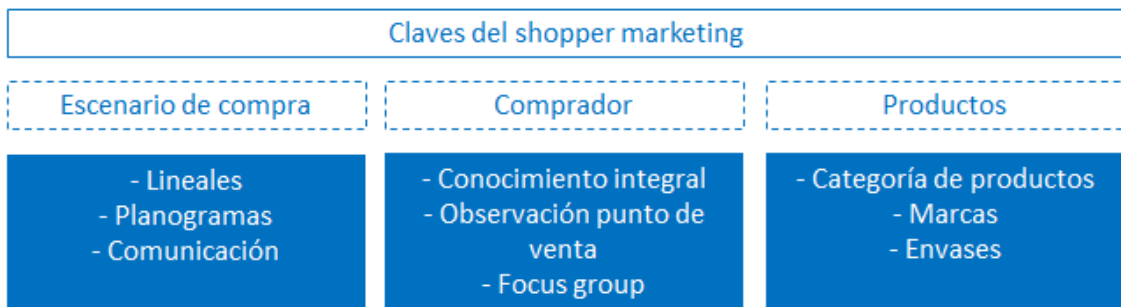 Claves del shopper marketing
Escenario de compra
- Lineales
- Planogramas
- Comunicación
Comprador
- Conocimiento integral
- Observación punto de
venta
- Focus group
Productos
- Categoría de productos
- Marcas
- Envases